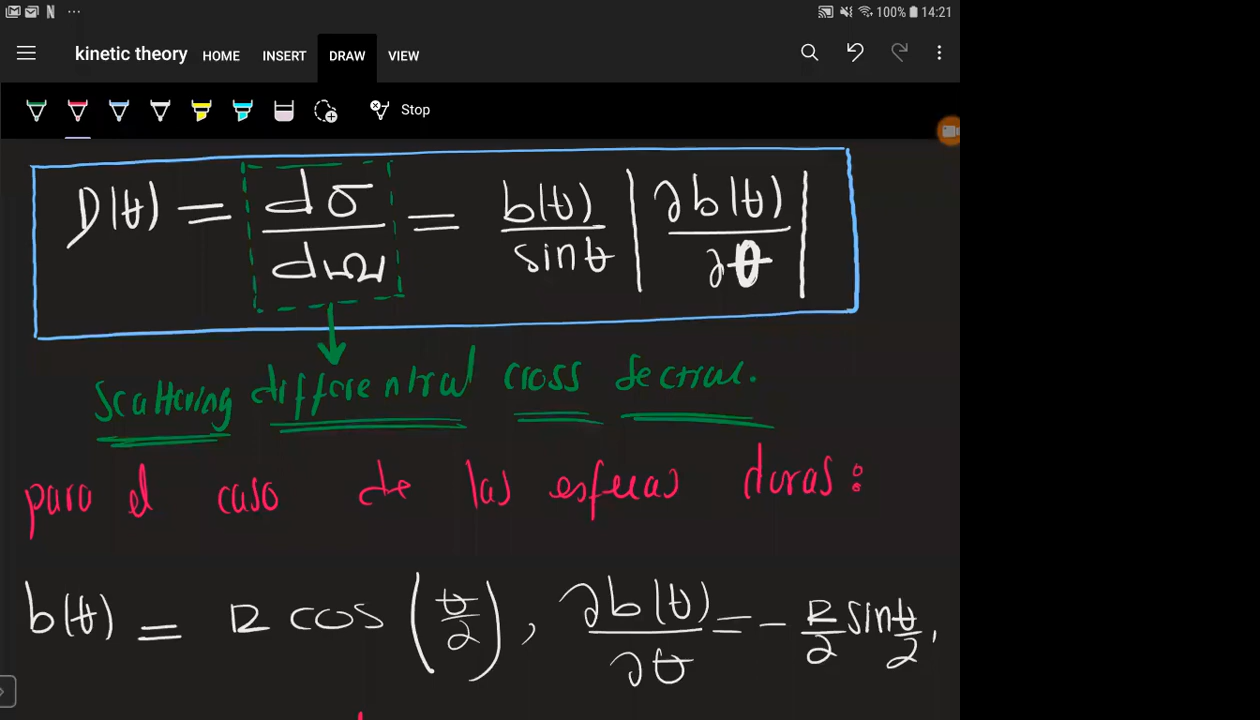 100% 14:21
kinetic theory HOME INSERT DRAW VIEW
Stop
D(θ) = dσ/dΩ = b(θ)/sinθ |∂b(θ)/∂θ|
Scattering differential cross section.
para el caso de las esferas duras:
b(θ) = R cos(θ/2), ∂b(θ)/∂θ = -R/2 sin θ/2,